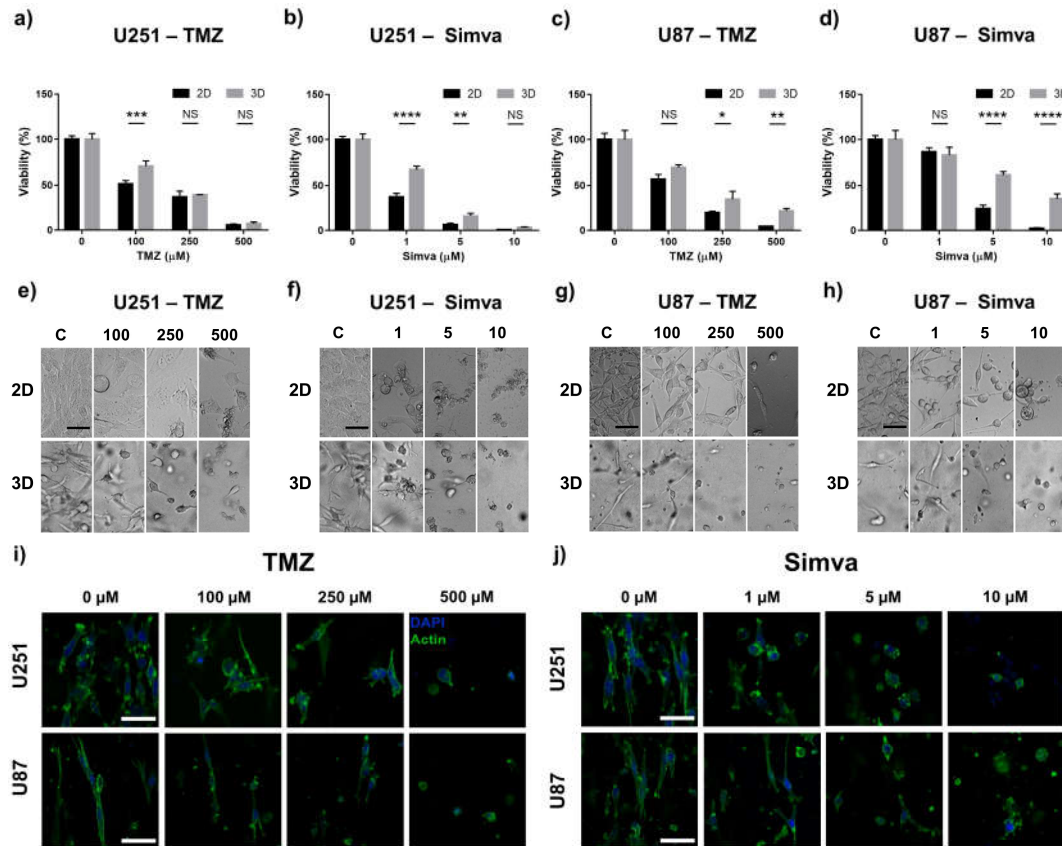 a) U251 – TMZ
Viability (%)
150
100
50
0
2D 3D
*** NS NS
0 100 250 500
TMZ (μM)
b) U251 – Simva
Viability (%)
150
100
50
0
2D 3D
**** ** NS
0 1 5 10
Simva (μM)
c) U87 – TMZ
Viability (%)
150
100
50
0
2D 3D
NS * **
0 100 250 500
TMZ (μM)
d) U87 – Simva
Viability (%)
150
100
50
0
2D 3D
NS **** ****
0 1 5 10
Simva (μM)
e) U251 – TMZ
C 100 250 500
2D
3D
f) U251 – Simva
C 1 5 10
2D
3D
g) U87 – TMZ
C 100 250 500
2D
3D
h) U87 – Simva
C 1 5 10
2D
3D
i) TMZ
0 μM 100 μM 250 μM 500 μM
U251
DAPI
Actin
U87
j) Simva
0 μM 1 μM 5 μM 10 μM
U251
U87